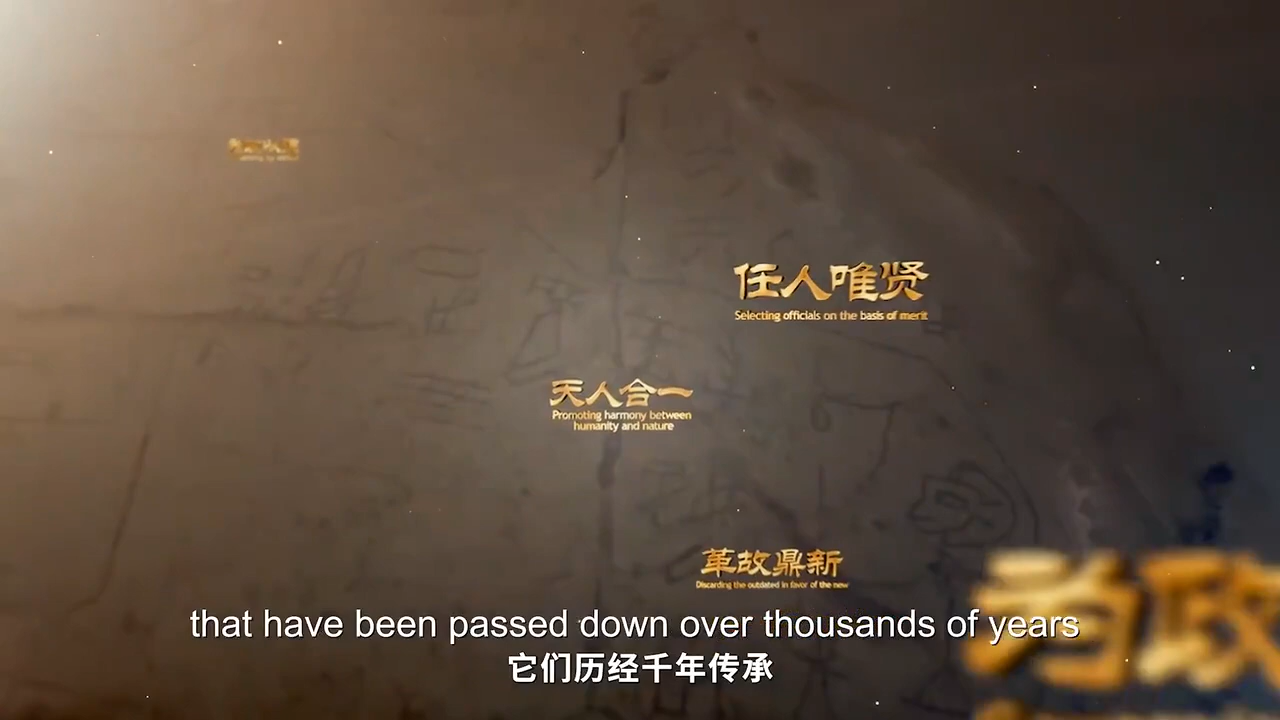 任人唯贤
Selecting officials on the basis of merit
天人合一
Promoting harmony between
humanity and nature
革故鼎新
Discarding the outdated in favor of the new
that have been passed down over thousands of years
为政
它们历经千年传承